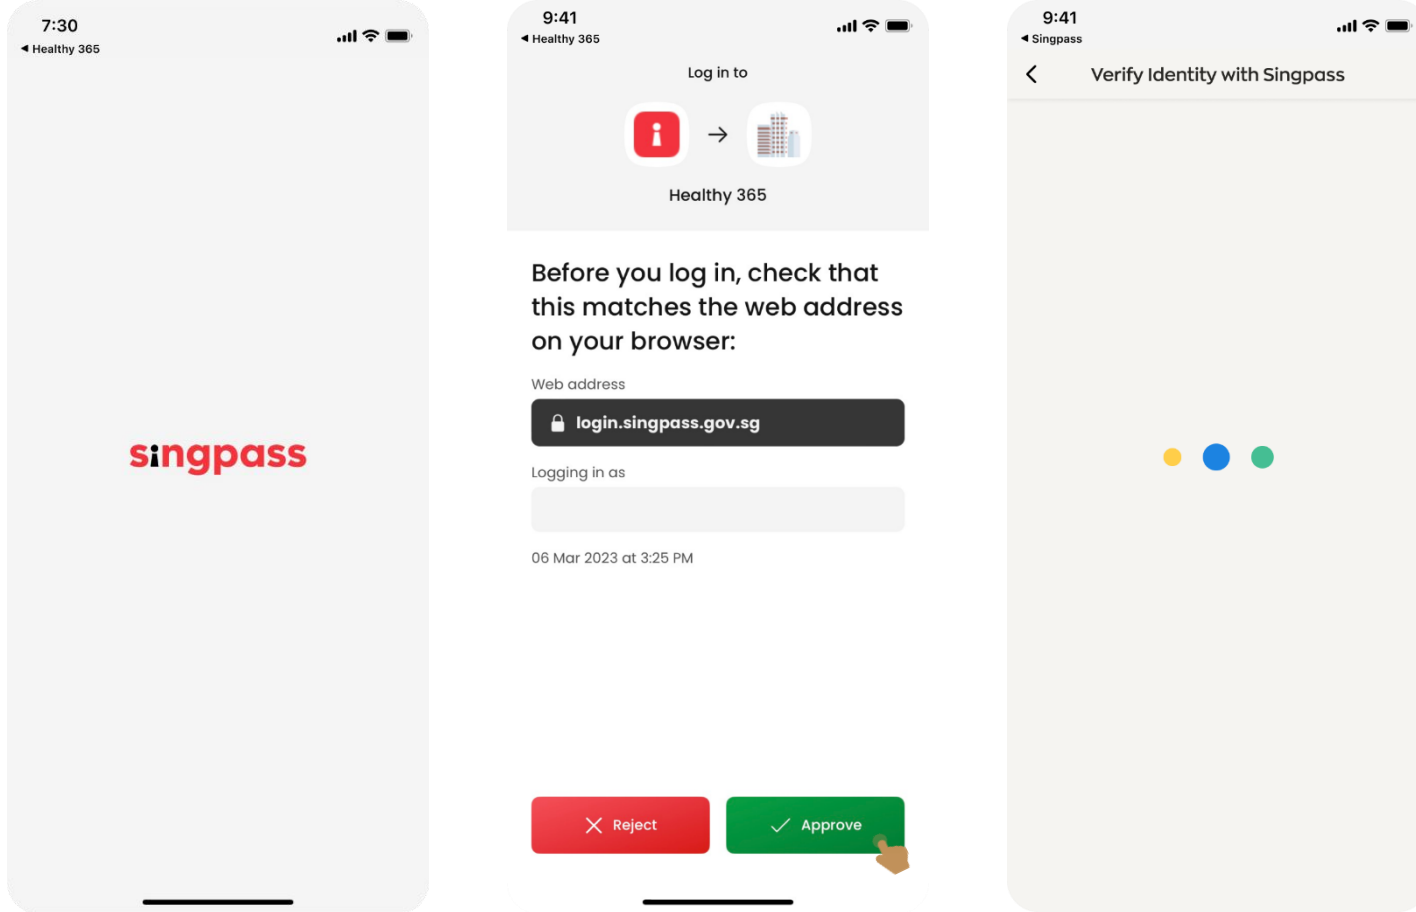 7:30
◀ Healthy 365
singpass
9:41
◀ Healthy 365
Log in to
Healthy 365
Before you log in, check that
this matches the web address
on your browser:
Web address
login.singpass.gov.sg
Logging in as
06 Mar 2023 at 3:25 PM
Reject
Approve
9:41
◀ Singpass
Verify Identity with Singpass